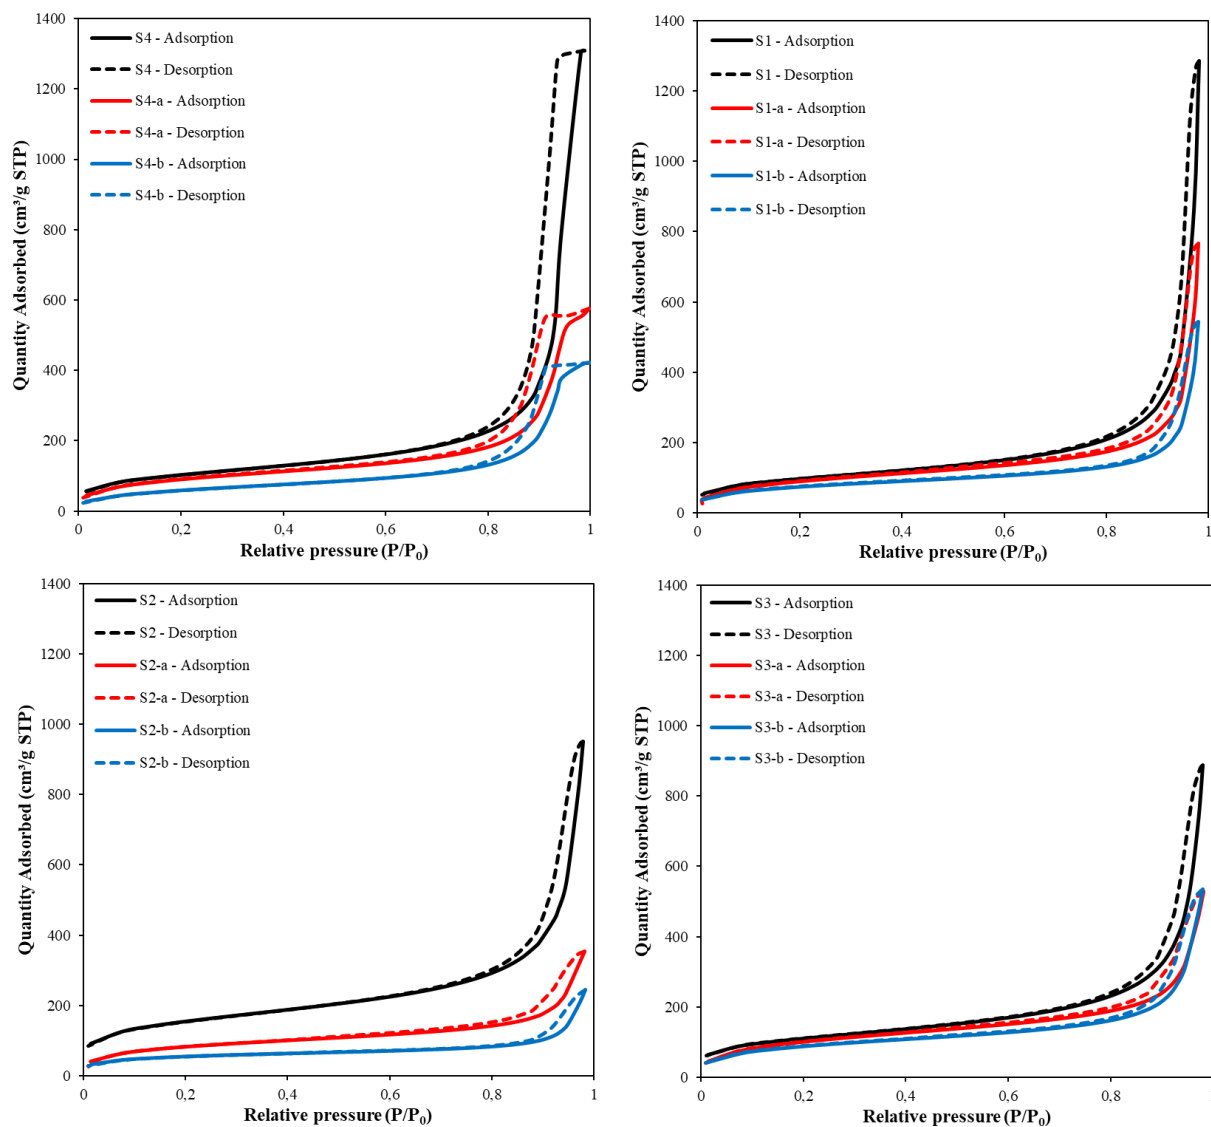 Quantity Adsorbed (cm³/g STP)
1400
1200
1000
800
600
400
200
0
S4 - Adsorption
S4 - Desorption
S4-a - Adsorption
S4-a - Desorption
S4-b - Adsorption
S4-b - Desorption
0 0,2 0,4 0,6 0,8 1
Relative pressure (P/P₀)
Quantity Adsorbed (cm³/g STP)
1400
1200
1000
800
600
400
200
0
S1 - Adsorption
S1 - Desorption
S1-a - Adsorption
S1-a - Desorption
S1-b - Adsorption
S1-b - Desorption
0 0,2 0,4 0,6 0,8 1
Relative pressure (P/P₀)
Quantity Adsorbed (cm³/g STP)
1400
1200
1000
800
600
400
200
0
S2 - Adsorption
S2 - Desorption
S2-a - Adsorption
S2-a - Desorption
S2-b - Adsorption
S2-b - Desorption
0 0,2 0,4 0,6 0,8 1
Relative pressure (P/P₀)
Quantity Adsorbed (cm³/g STP)
1400
1200
1000
800
600
400
200
0
S3 - Adsorption
S3 - Desorption
S3-a - Adsorption
S3-a - Desorption
S3-b - Adsorption
S3-b - Desorption
0 0,2 0,4 0,6 0,8 1
Relative pressure (P/P₀)